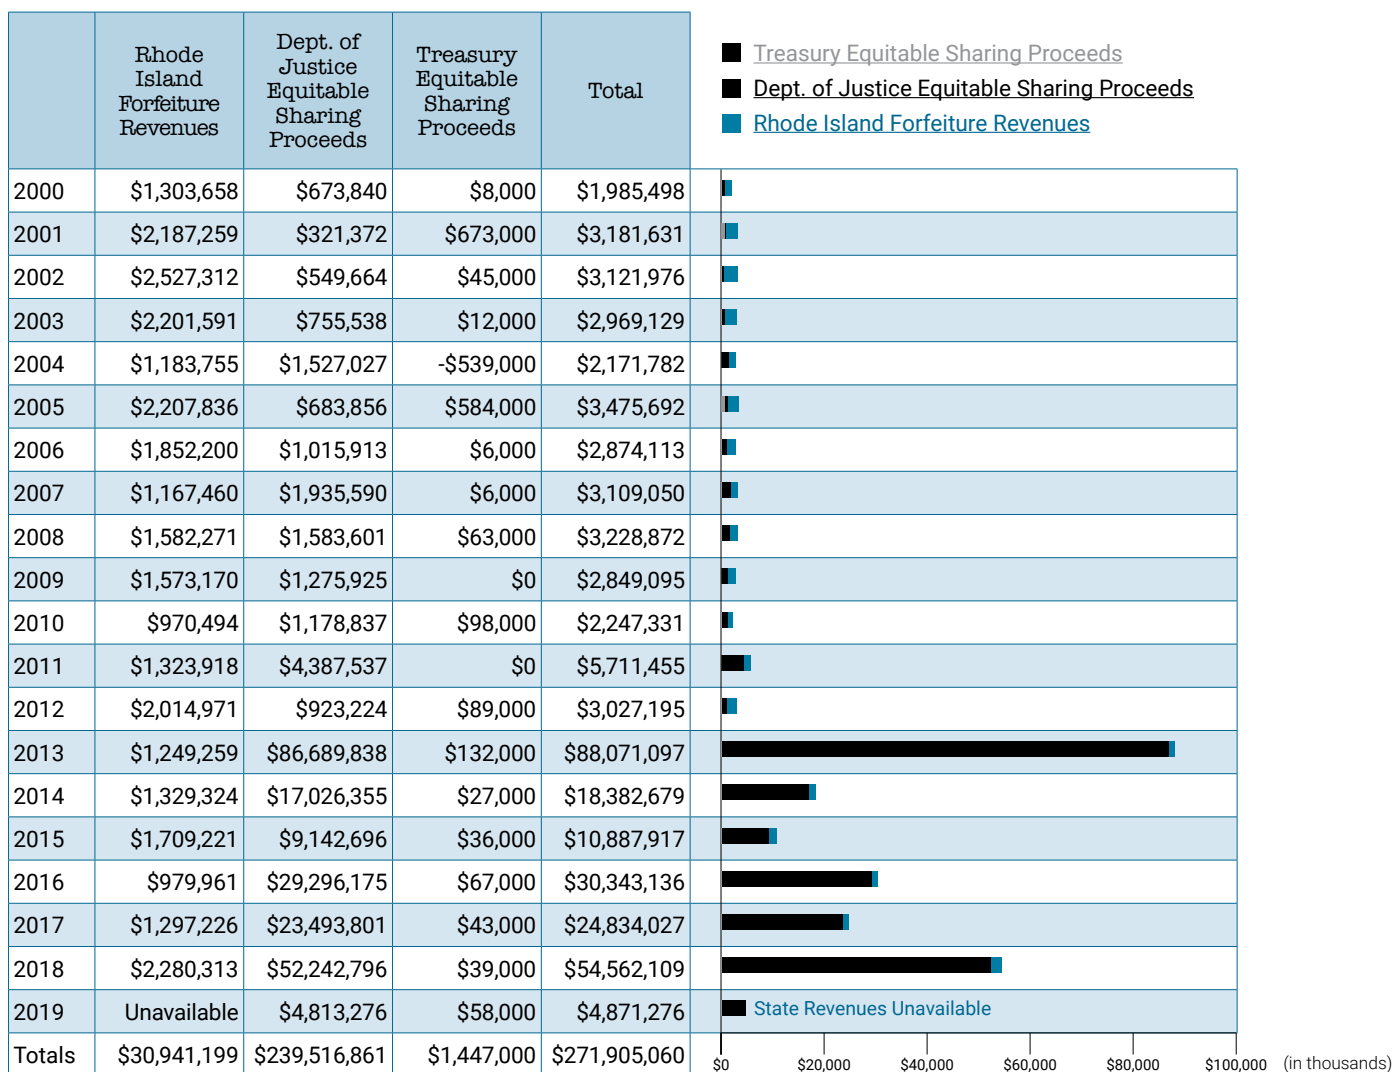 Rhode
Island
Forfeiture
Revenues
Dept. of
Justice
Equitable
Sharing
Proceeds
Treasury
Equitable
Sharing
Proceeds
Total
Treasury Equitable Sharing Proceeds
Dept. of Justice Equitable Sharing Proceeds
Rhode Island Forfeiture Revenues
2000 $1,303,658 $673,840 $8,000 $1,985,498
2001 $2,187,259 $321,372 $673,000 $3,181,631
2002 $2,527,312 $549,664 $45,000 $3,121,976
2003 $2,201,591 $755,538 $12,000 $2,969,129
2004 $1,183,755 $1,527,027 -$539,000 $2,171,782
2005 $2,207,836 $683,856 $584,000 $3,475,692
2006 $1,852,200 $1,015,913 $6,000 $2,874,113
2007 $1,167,460 $1,935,590 $6,000 $3,109,050
2008 $1,582,271 $1,583,601 $63,000 $3,228,872
2009 $1,573,170 $1,275,925 $0 $2,849,095
2010 $970,494 $1,178,837 $98,000 $2,247,331
2011 $1,323,918 $4,387,537 $0 $5,711,455
2012 $2,014,971 $923,224 $89,000 $3,027,195
2013 $1,249,259 $86,689,838 $132,000 $88,071,097
2014 $1,329,324 $17,026,355 $27,000 $18,382,679
2015 $1,709,221 $9,142,696 $36,000 $10,887,917
2016 $979,961 $29,296,175 $67,000 $30,343,136
2017 $1,297,226 $23,493,801 $43,000 $24,834,027
2018 $2,280,313 $52,242,796 $39,000 $54,562,109
2019 Unavailable $4,813,276 $58,000 $4,871,276 State Revenues Unavailable
Totals $30,941,199 $239,516,861 $1,447,000 $271,905,060
$0 $20,000 $40,000 $60,000 $80,000 $100,000 (in thousands)